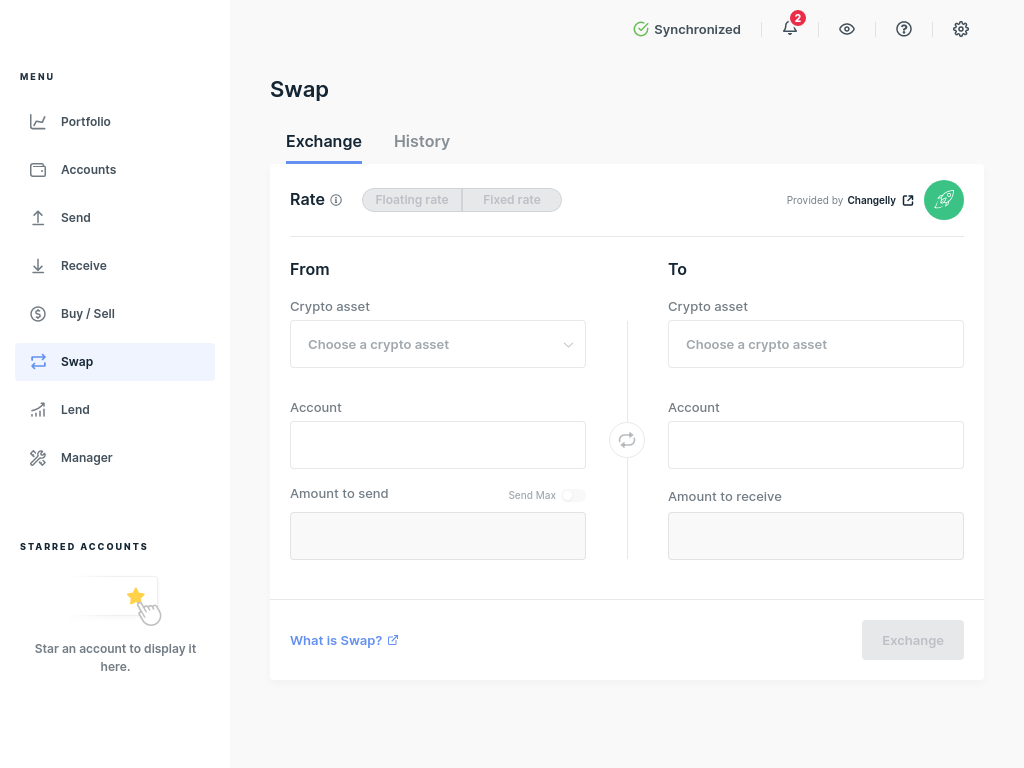 Synchronized
2
MENU
Portfolio
Accounts
Send
Receive
Buy / Sell
Swap
Lend
Manager
STARRED ACCOUNTS
Star an account to display it
here.
Swap
Exchange
History
Rate
Floating rate
Fixed rate
Provided by Changelly
From
Crypto asset
Choose a crypto asset
Account
Amount to send
Send Max
To
Crypto asset
Choose a crypto asset
Account
Amount to receive
What is Swap?
Exchange